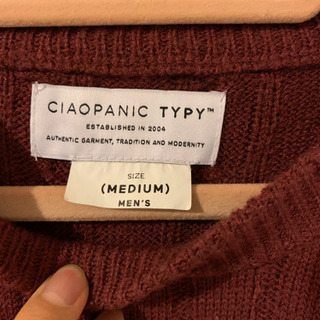 CIAOPANIC TYPY™
ESTABLISHED IN 2004
AUTHENTIC GARMENT, TRADITION AND MODERNITY
SIZE
(MEDIUM)
MEN'S